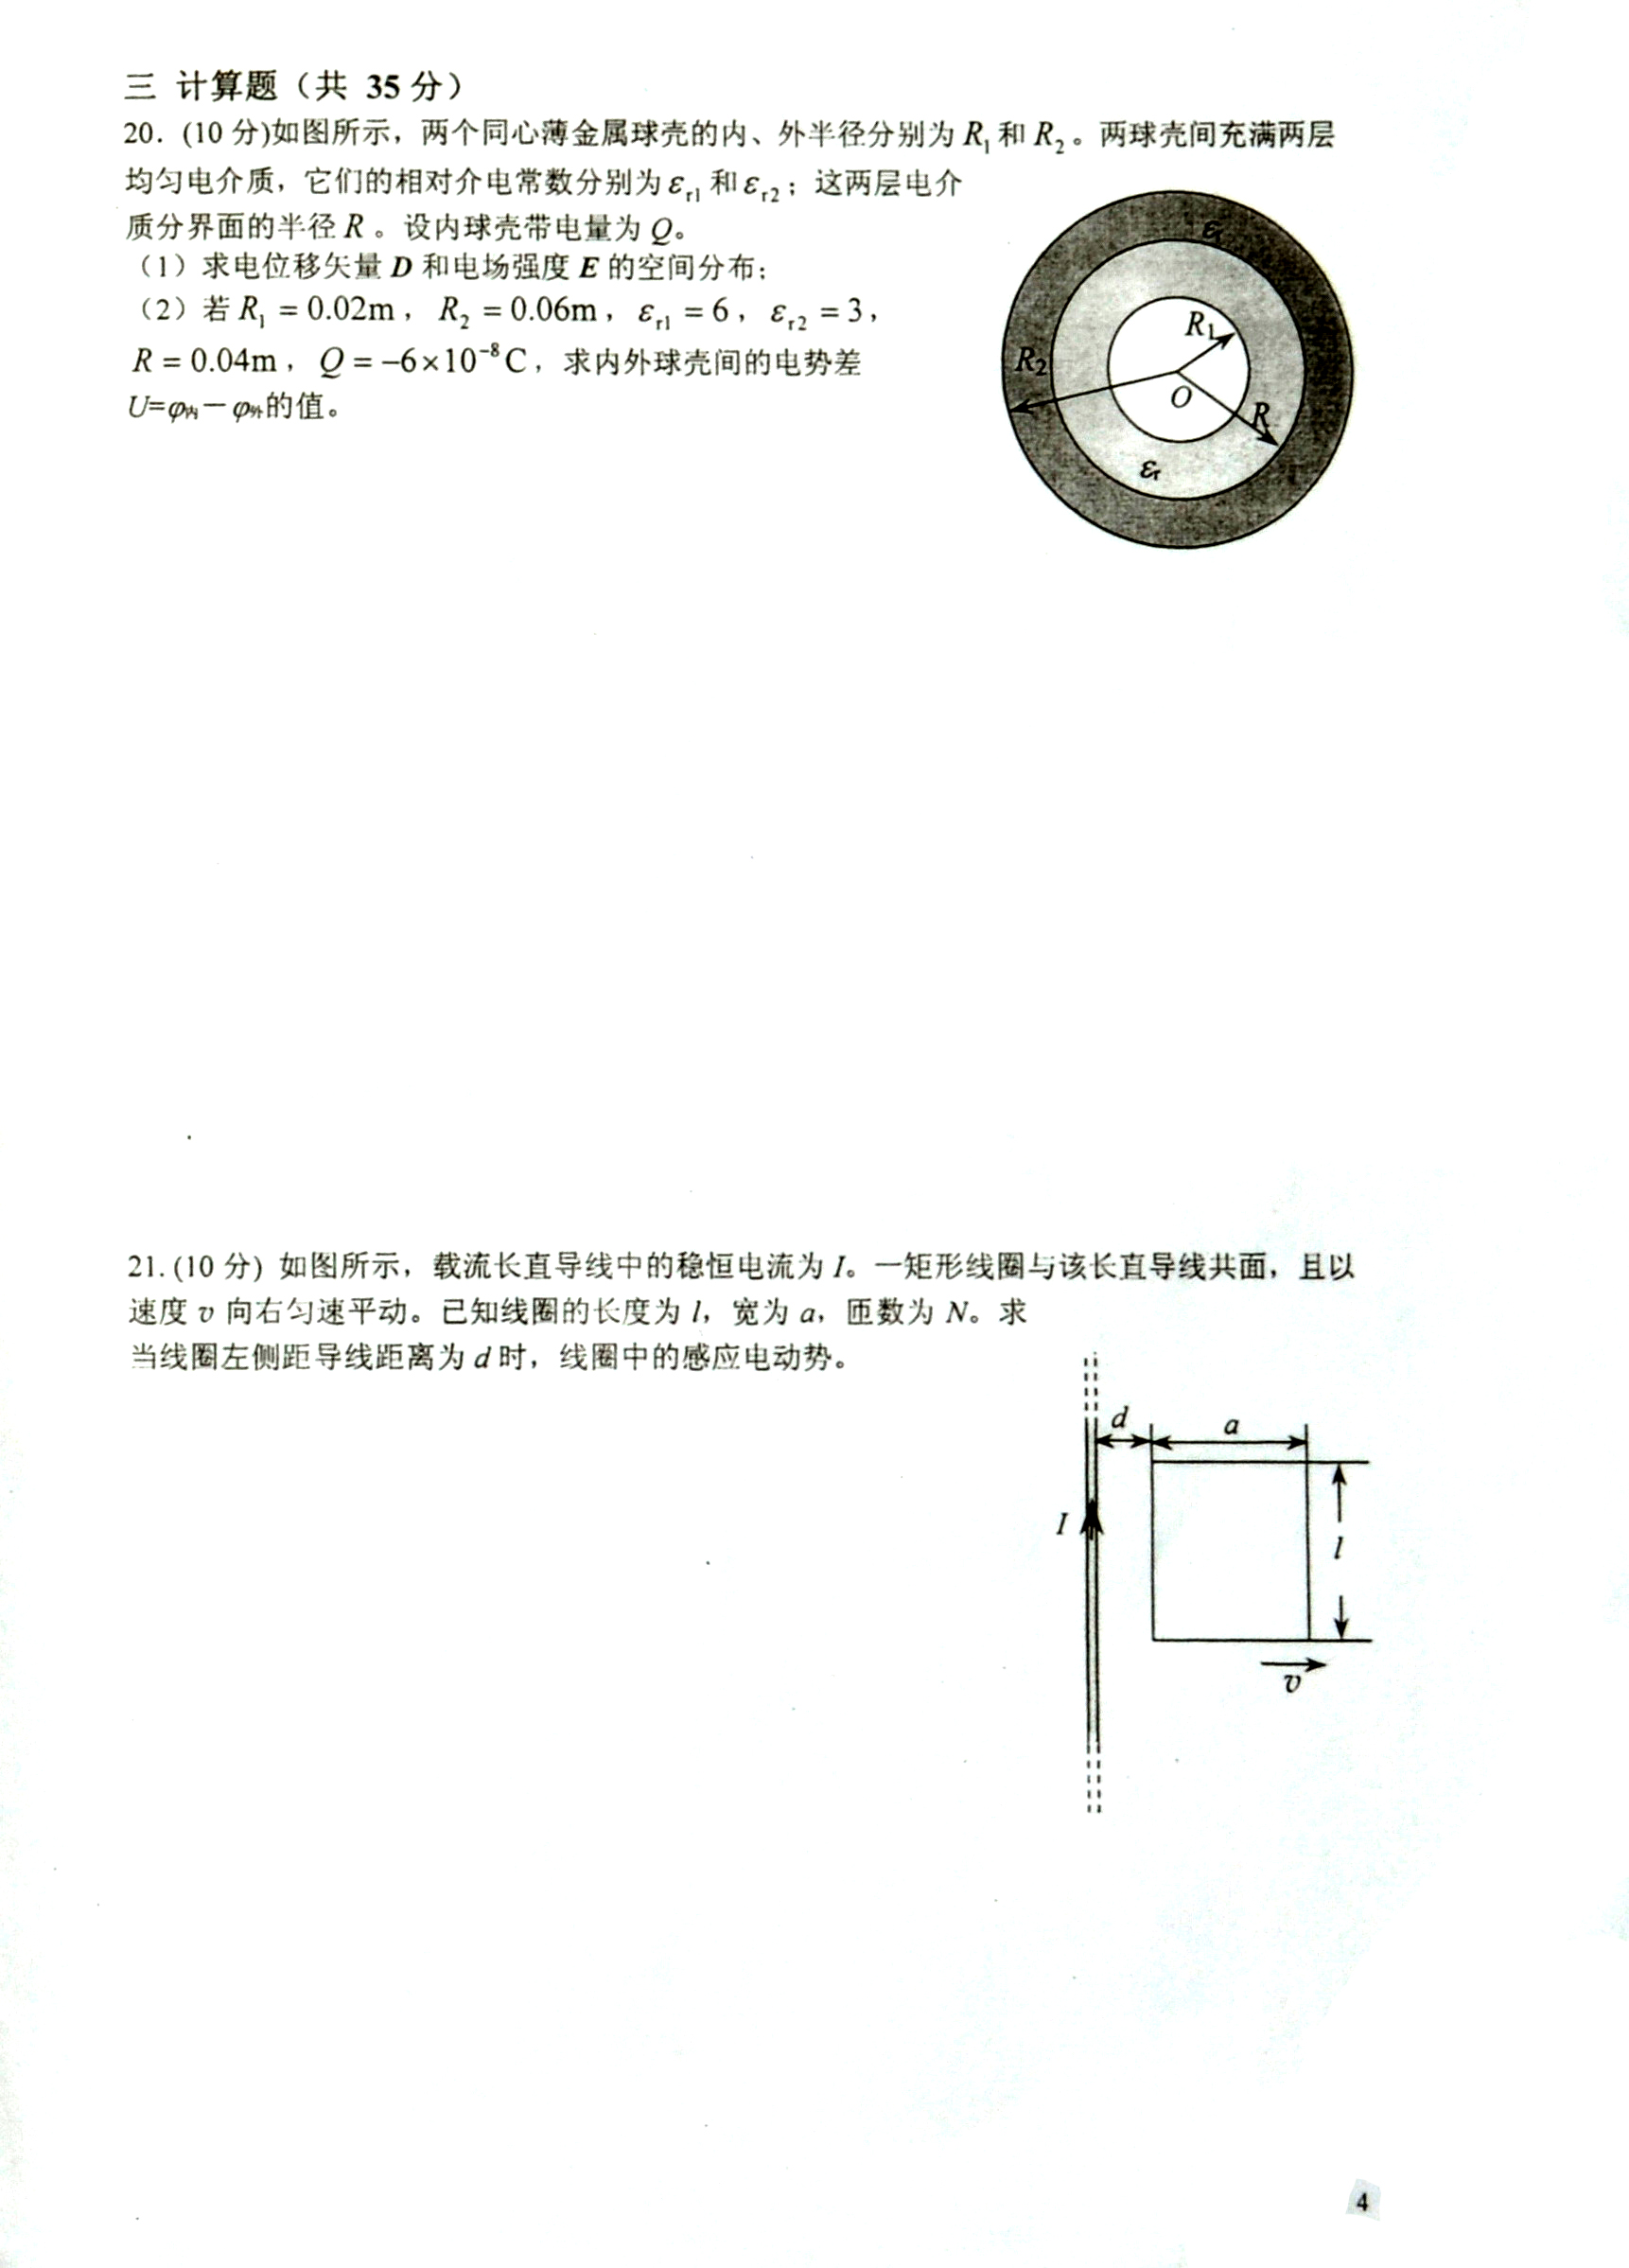 三 计算题（共 35 分）
20. (10 分)如图所示，两个同心薄金属球壳的内、外半径分别为 R₁ 和 R₂。两球壳间充满两层
均匀电介质，它们的相对介电常数分别为 εr1 和 εr2；这两层电介
质分界面的半径 R。设内球壳带电量为 Q。
（1）求电位移矢量 D 和电场强度 E 的空间分布；
（2）若 R₁ = 0.02m， R₂ = 0.06m， εr1 = 6， εr2 = 3，
R = 0.04m， Q = −6×10⁻⁸C，求内外球壳间的电势差
U=φ内－φ外的值。
εr
R1
R2
O
R
εr
21. (10 分) 如图所示，载流长直导线中的稳恒电流为 I。一矩形线圈与该长直导线共面，且以
速度 v 向右匀速平动。已知线圈的长度为 l，宽为 a，匝数为 N。求
当线圈左侧距导线距离为 d 时，线圈中的感应电动势。
d
a
I
l
v
4